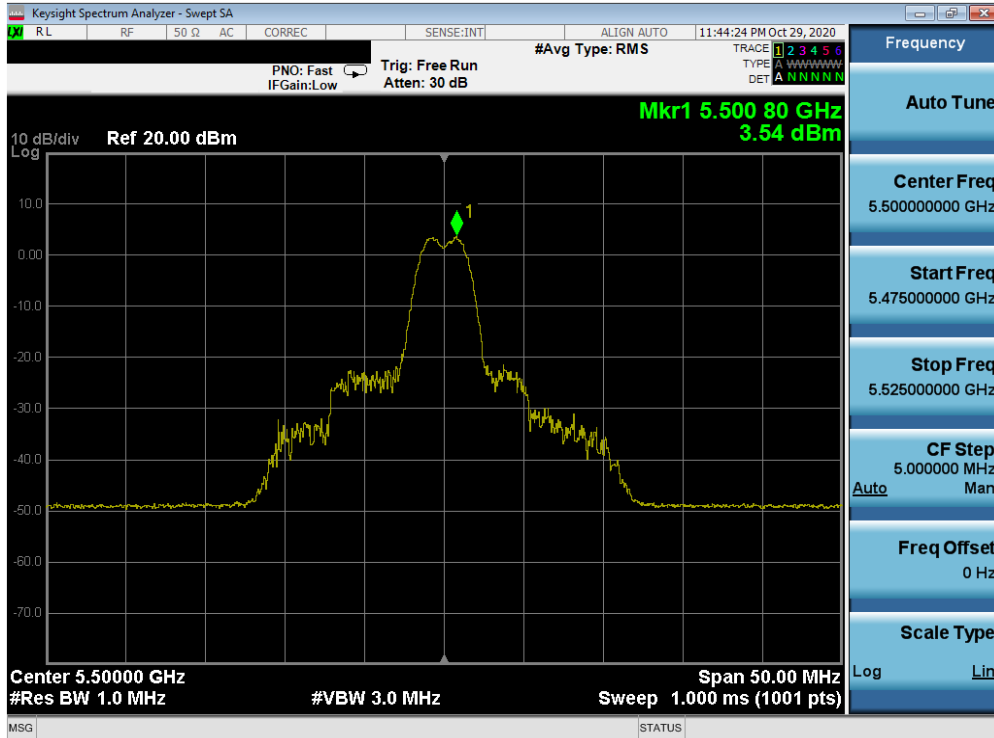 Keysight Spectrum Analyzer - Swept SA
LXI RL RF 50 Ω AC CORREC SENSE:INT ALIGN AUTO 11:44:24 PM Oct 29, 2020
#Avg Type: RMS
TRACE 1 2 3 4 5 6
TYPE A WWWWW
DET A N N N N N
PNO: Fast
IFGain:Low
Trig: Free Run
Atten: 30 dB
Mkr1 5.500 80 GHz
3.54 dBm
10 dB/div
Log
Ref 20.00 dBm
1
10.0
0.00
-10.0
-20.0
-30.0
-40.0
-50.0
-60.0
-70.0
Center 5.50000 GHz
Span 50.00 MHz
#Res BW 1.0 MHz
#VBW 3.0 MHz
Sweep 1.000 ms (1001 pts)
MSG
STATUS
Frequency
Auto Tune
Center Freq
5.500000000 GHz
Start Freq
5.475000000 GHz
Stop Freq
5.525000000 GHz
CF Step
5.000000 MHz
Auto Man
Freq Offset
0 Hz
Scale Type
Log Lin